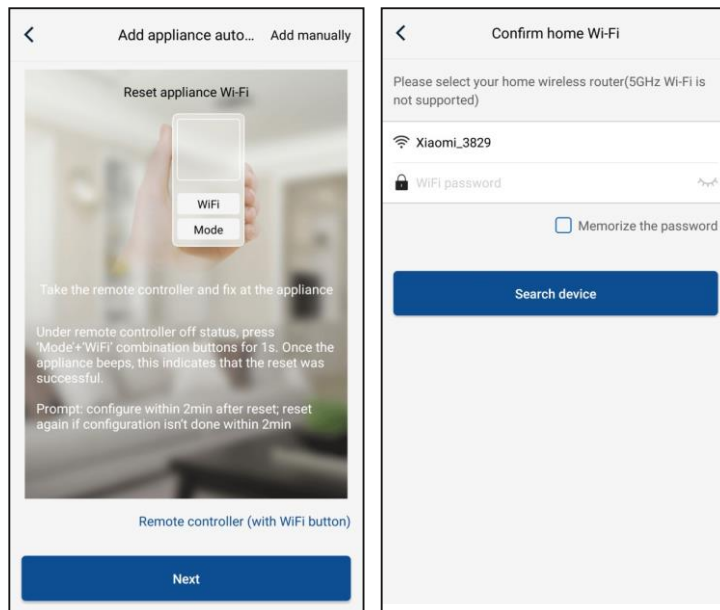 Add appliance auto... Add manually
Reset appliance Wi-Fi
WiFi
Mode
Take the remote controller and fix at the appliance
Under remote controller off status, press
'Mode'+'WiFi' combination buttons for 1s. Once the
appliance beeps, this indicates that the reset was
successful.
Prompt: configure within 2min after reset; reset
again if configuration isn't done within 2min
Remote controller (with WiFi button)
Next
Confirm home Wi-Fi
Please select your home wireless router(5GHz Wi-Fi is
not supported)
Xiaomi_3829
WiFi password
Memorize the password
Search device